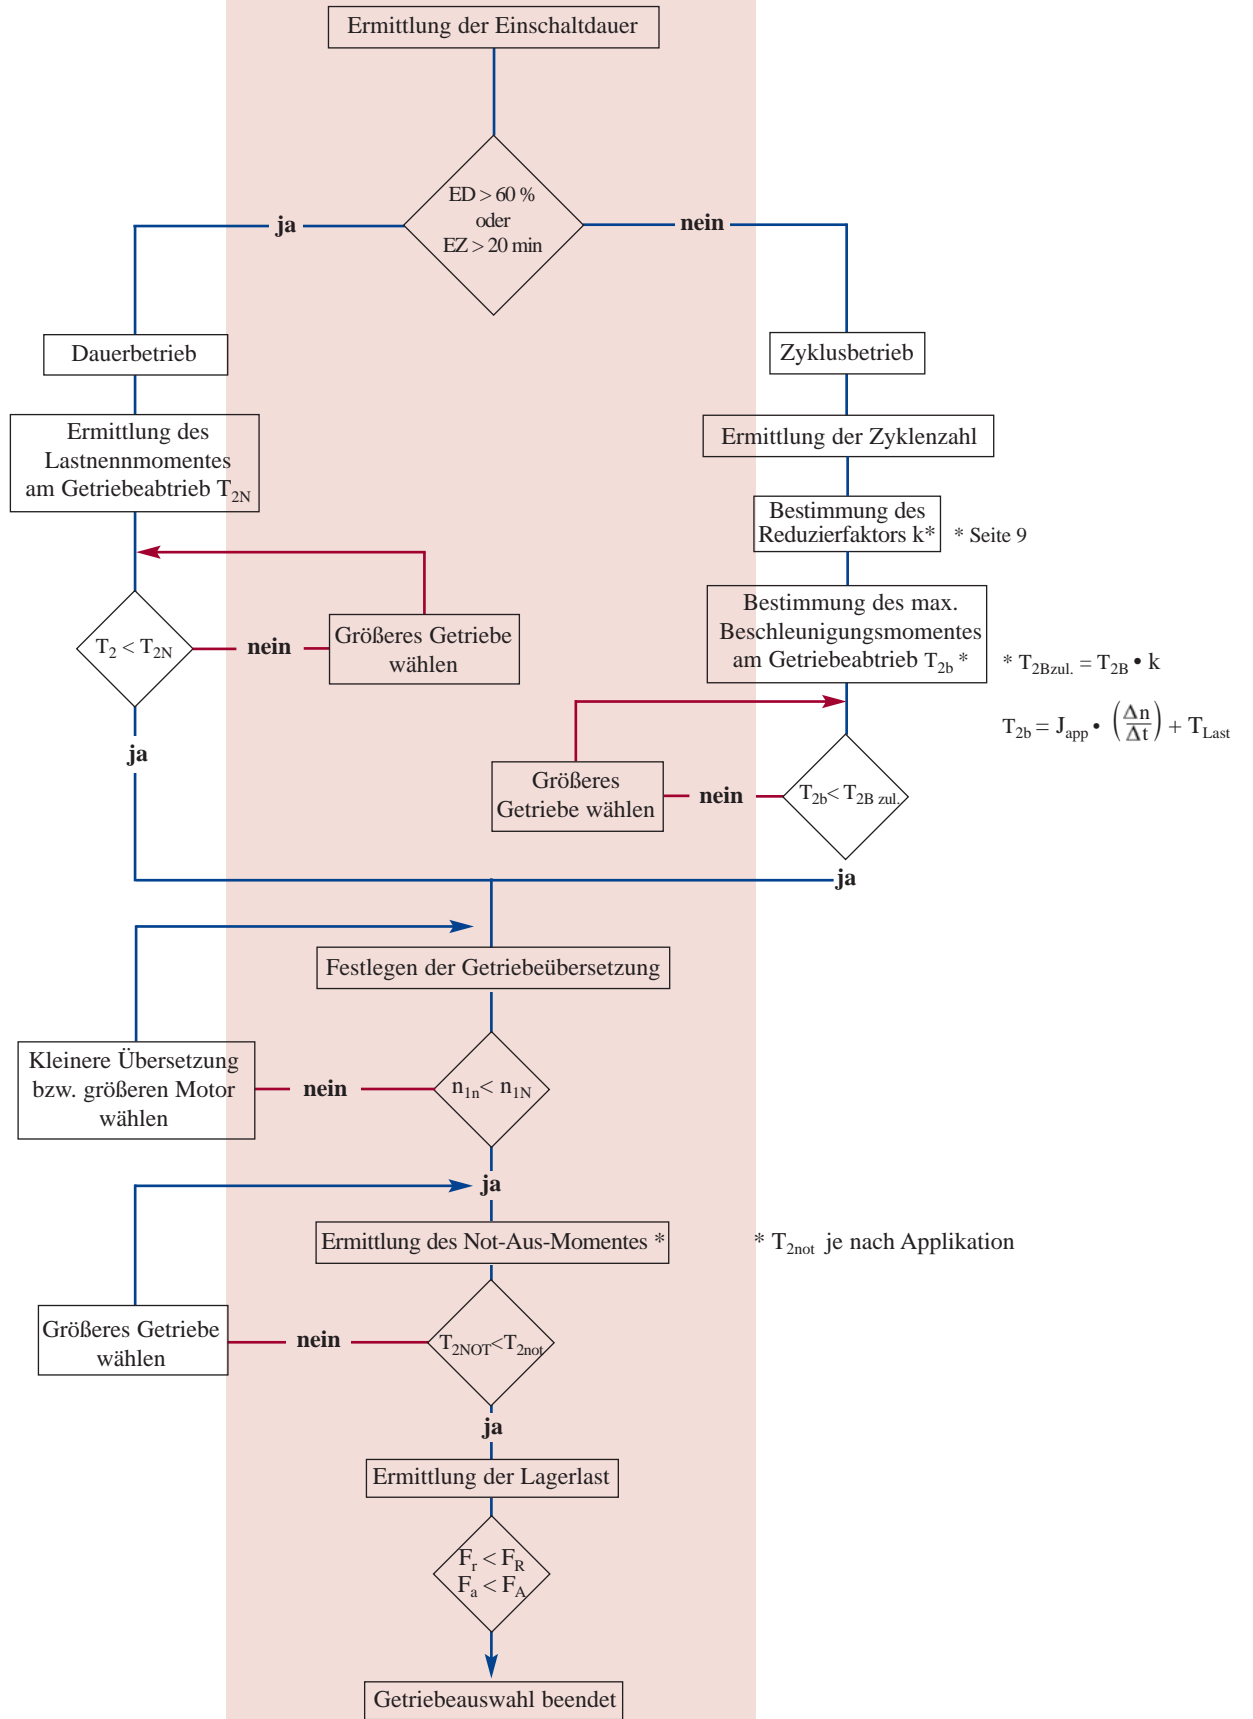 Ermittlung der Einschaltdauer
ED > 60 %
oder
EZ > 20 min
ja
nein
Dauerbetrieb
Zyklusbetrieb
Ermittlung des
Lastnennmomentes
am Getriebeabtrieb T2N
Ermittlung der Zyklenzahl
Bestimmung des
Reduzierfaktors k*
* Seite 9
T2 < T2N
nein
Größeres Getriebe
wählen
ja
Bestimmung des max.
Beschleunigungsmomentes
am Getriebeabtrieb T2b *
* T2Bzul. = T2B • k
T2b = Japp • (Δn/Δt) + TLast
Größeres
Getriebe wählen
nein
T2b < T2B zul.
ja
Festlegen der Getriebeübersetzung
Kleinere Übersetzung
bzw. größeren Motor
wählen
nein
n1n < n1N
ja
Ermittlung des Not-Aus-Momentes *
* T2not je nach Applikation
Größeres Getriebe
wählen
nein
T2NOT < T2not
ja
Ermittlung der Lagerlast
Fr < FR
Fa < FA
Getriebeauswahl beendet